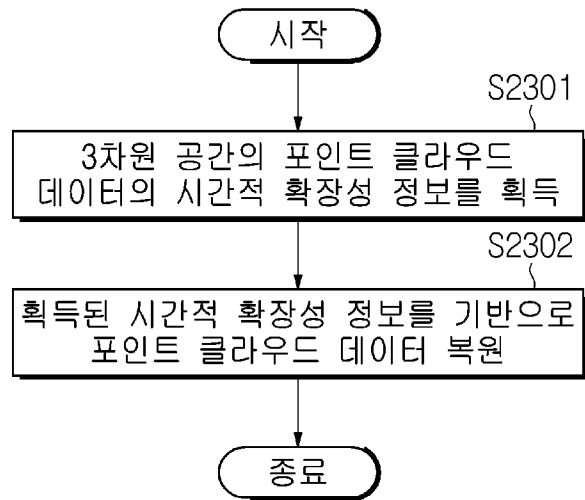 시작
S2301
3차원 공간의 포인트 클라우드
데이터의 시간적 확장성 정보를 획득
S2302
획득된 시간적 확장성 정보를 기반으로
포인트 클라우드 데이터 복원
종료